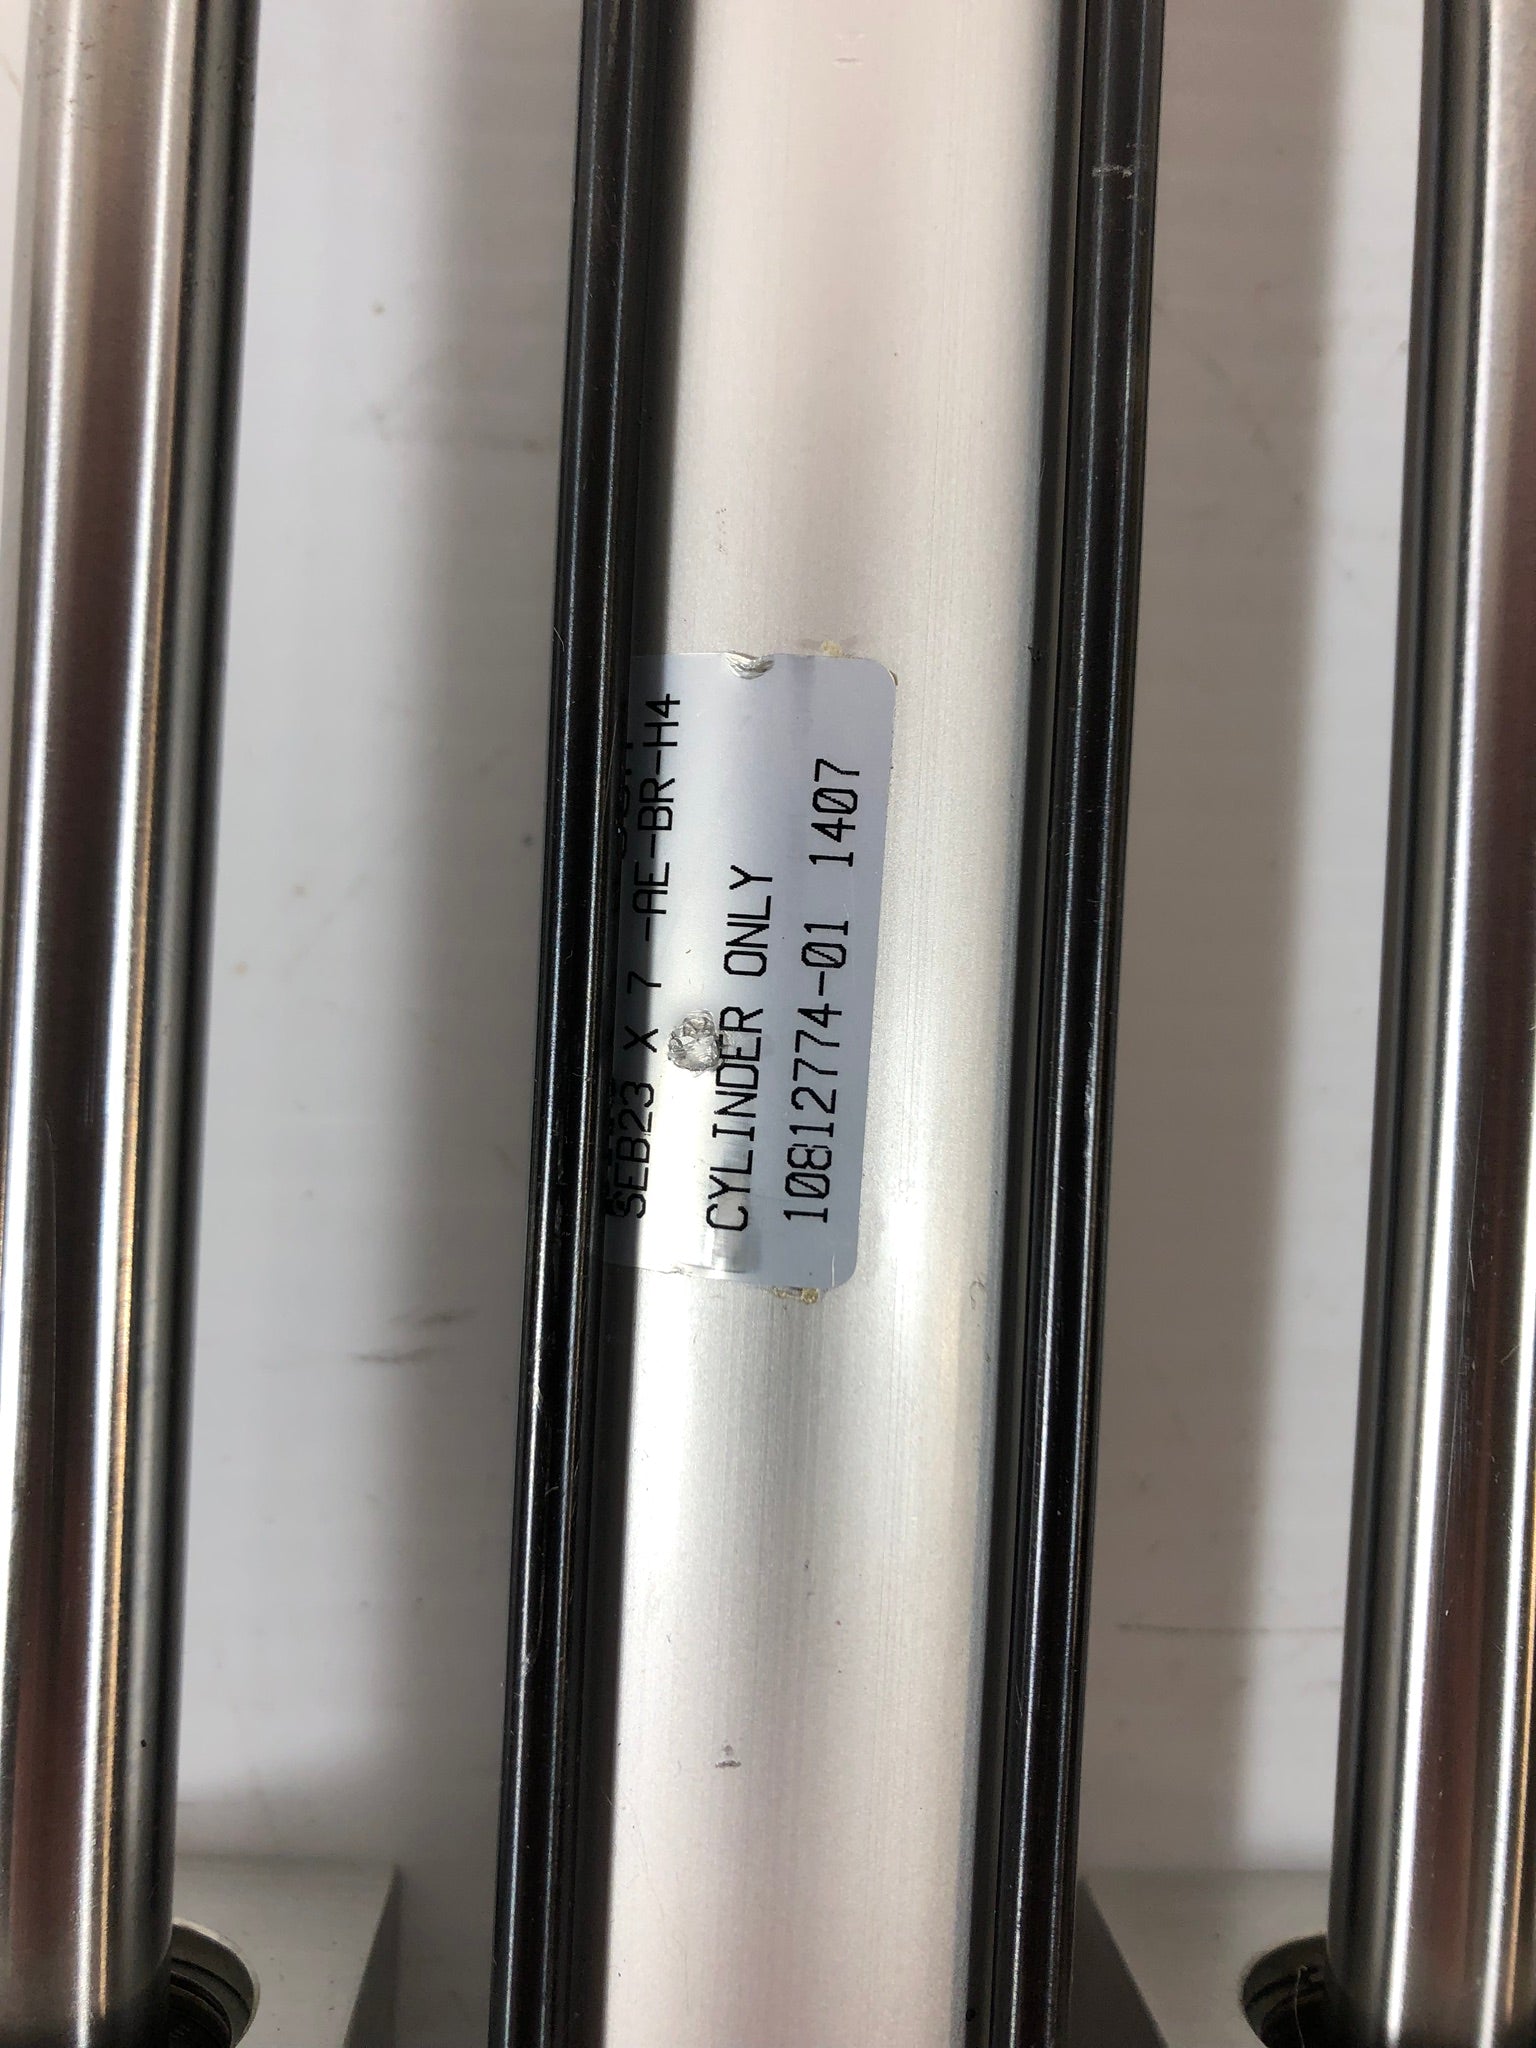 SEB23 X 7 -AE-BR-H4
CYLINDER ONLY
10812774-01 1407